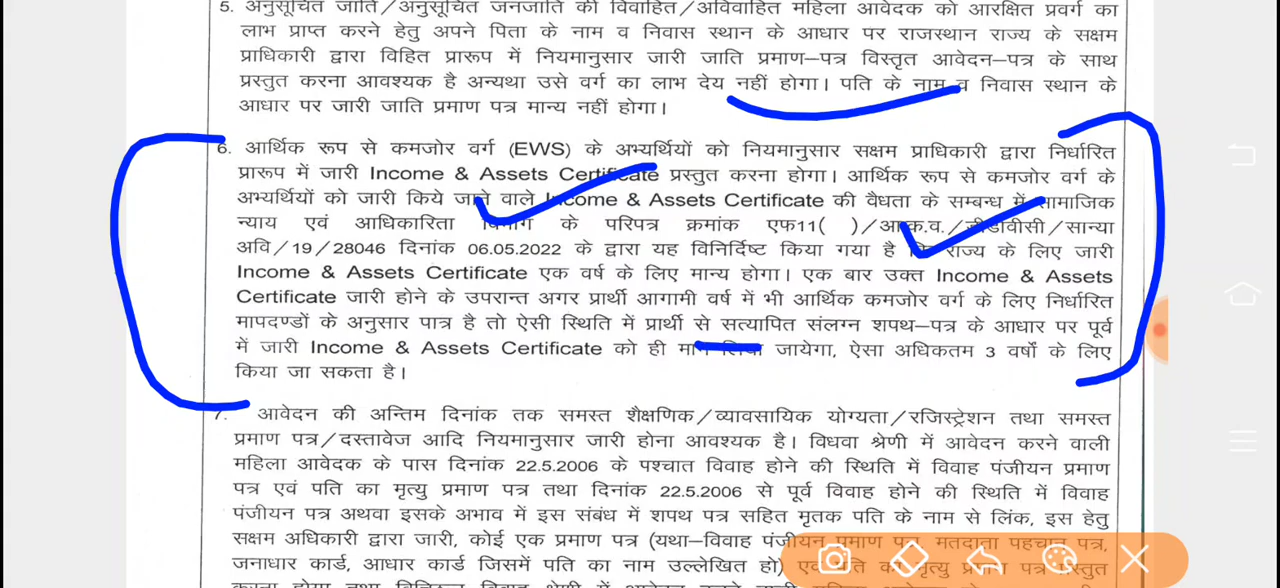 5. अनुसूचित जाति/अनुसूचित जनजाति की विवाहित/अविवाहित महिला आवेदक को आरक्षित प्रवर्ग का
लाभ प्राप्त करने हेतु अपने पिता के नाम व निवास स्थान के आधार पर राजस्थान राज्य के सक्षम
प्राधिकारी द्वारा विहित प्रारूप में नियमानुसार जारी जाति प्रमाण–पत्र विस्तृत आवेदन–पत्र के साथ
प्रस्तुत करना आवश्यक है अन्यथा उसे वर्ग का लाभ देय नहीं होगा। पति के नाम व निवास स्थान के
आधार पर जारी जाति प्रमाण पत्र मान्य नहीं होगा।
6. आर्थिक रूप से कमजोर वर्ग (EWS) के अभ्यर्थियों को नियमानुसार सक्षम प्राधिकारी द्वारा निर्धारित
प्रारूप में जारी Income & Assets Certificate प्रस्तुत करना होगा। आर्थिक रूप से कमजोर वर्ग के
अभ्यर्थियों को जारी किये जाने वाले Income & Assets Certificate की वैधता के सम्बन्ध में सामाजिक
न्याय एवं आधिकारिता विभाग के परिपत्र क्रमांक एफ11( )/आ.क.व./डीडीबीसी/सान्या
अवि/19/28046 दिनांक 06.05.2022 के द्वारा यह विनिर्दिष्ट किया गया है कि राज्य के लिए जारी
Income & Assets Certificate एक वर्ष के लिए मान्य होगा। एक बार उक्त Income & Assets
Certificate जारी होने के उपरान्त अगर प्रार्थी आगामी वर्ष में भी आर्थिक कमजोर वर्ग के लिए निर्धारित
मापदण्डों के अनुसार पात्र है तो ऐसी स्थिति में प्रार्थी से सत्यापित संलग्न शपथ–पत्र के आधार पर पूर्व
में जारी Income & Assets Certificate को ही मान लिया जायेगा, ऐसा अधिकतम 3 वर्षों के लिए
किया जा सकता है।
7. आवेदन की अन्तिम दिनांक तक समस्त शैक्षणिक/व्यावसायिक योग्यता/रजिस्ट्रेशन तथा समस्त
प्रमाण पत्र/दस्तावेज आदि नियमानुसार जारी होना आवश्यक है। विधवा श्रेणी में आवेदन करने वाली
महिला आवेदक के पास दिनांक 22.5.2006 के पश्चात विवाह होने की स्थिति में विवाह पंजीयन प्रमाण
पत्र एवं पति का मृत्यु प्रमाण पत्र तथा दिनांक 22.5.2006 से पूर्व विवाह होने की स्थिति में विवाह
पंजीयन पत्र अथवा इसके अभाव में इस संबंध में शपथ पत्र सहित मृतक पति के नाम से लिंक, इस हेतु
सक्षम अधिकारी द्वारा जारी, कोई एक प्रमाण पत्र (यथा–विवाह पंजीयन प्रमाण पत्र, मतदाता पहचान पत्र,
जनाधार कार्ड, आधार कार्ड जिसमें पति का नाम उल्लेखित हो) एवं पति का मृत्यु प्रमाण पत्र प्रस्तुत